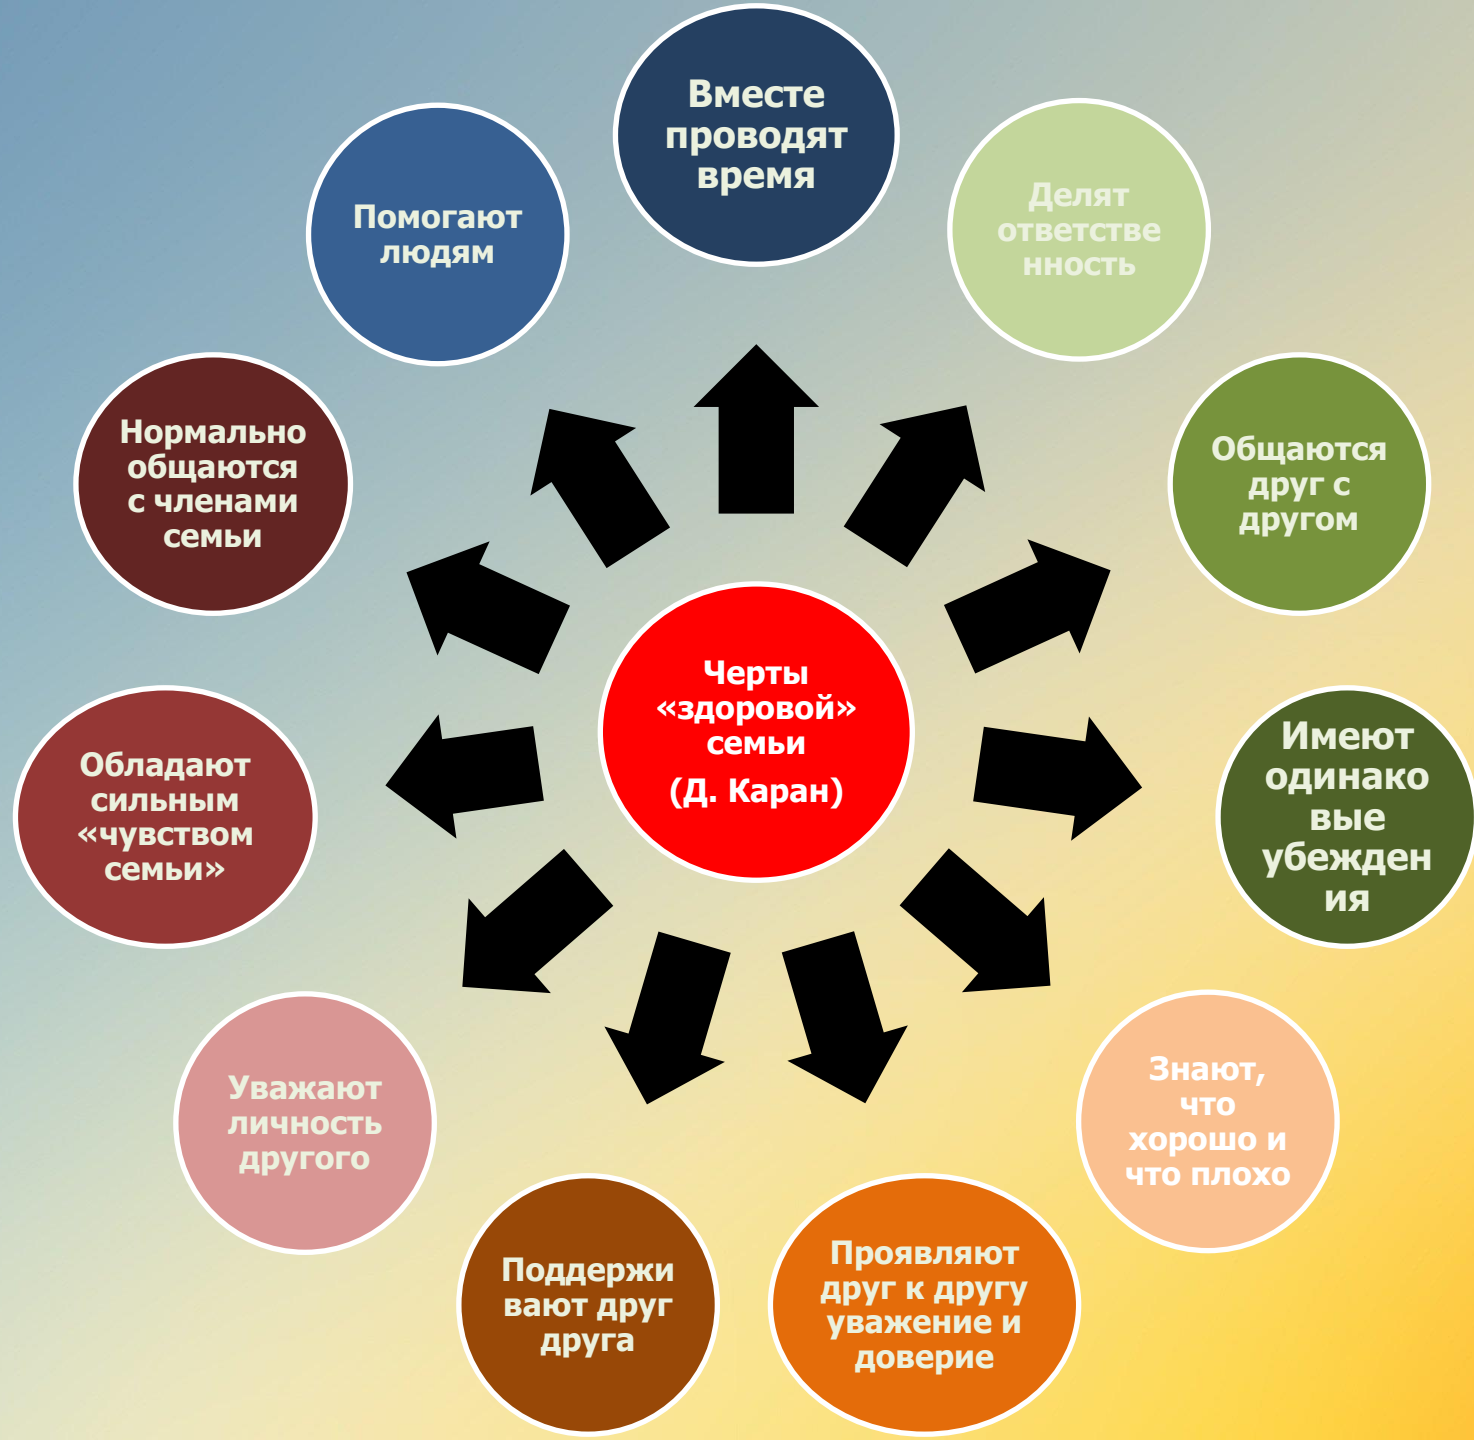 Вместе
проводят
время
Делят
ответстве
нность
Общаются
друг с
другом
Имеют
одинако
вые
убежден
ия
Знают,
что
хорошо и
что плохо
Проявляют
друг к другу
уважение и
доверие
Поддержи
вают друг
друга
Уважают
личность
другого
Обладают
сильным
«чувством
семьи»
Нормально
общаются
с членами
семьи
Помогают
людям
Черты
«здоровой»
семьи
(Д. Каран)